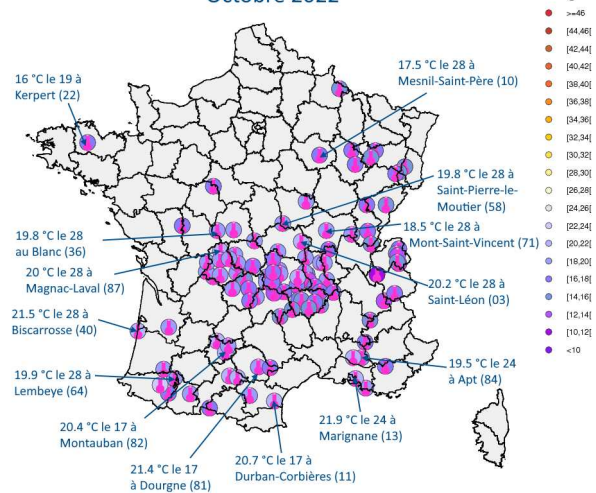 Octobre 2022
17.5 °C le 28 à
Mesnil-Saint-Père (10)
16 °C le 19 à
Kerpert (22)
19.8 °C le 28 à
Saint-Pierre-le-
Moutier (58)
19.8 °C le 28
au Blanc (36)
18.5 °C le 28 à
Mont-Saint-Vincent (71)
20 °C le 28 à
Magnac-Laval (87)
20.2 °C le 28 à
Saint-Léon (03)
21.5 °C le 28 à
Biscarrosse (40)
19.9 °C le 28 à
Lembeye (64)
19.5 °C le 24
à Apt (84)
20.4 °C le 17 à
Montauban (82)
21.9 °C le 24 à
Marignane (13)
21.4 °C le 17
à Dourgne (81)
20.7 °C le 17 à
Durban-Corbières (11)
>=46
[44,46[
[42,44[
[40,42[
[38,40[
[36,38[
[34,36[
[32,34[
[30,32[
[28,30[
[26,28[
[24,26[
[22,24[
[20,22[
[18,20[
[16,18[
[14,16[
[12,14[
[10,12[
<10